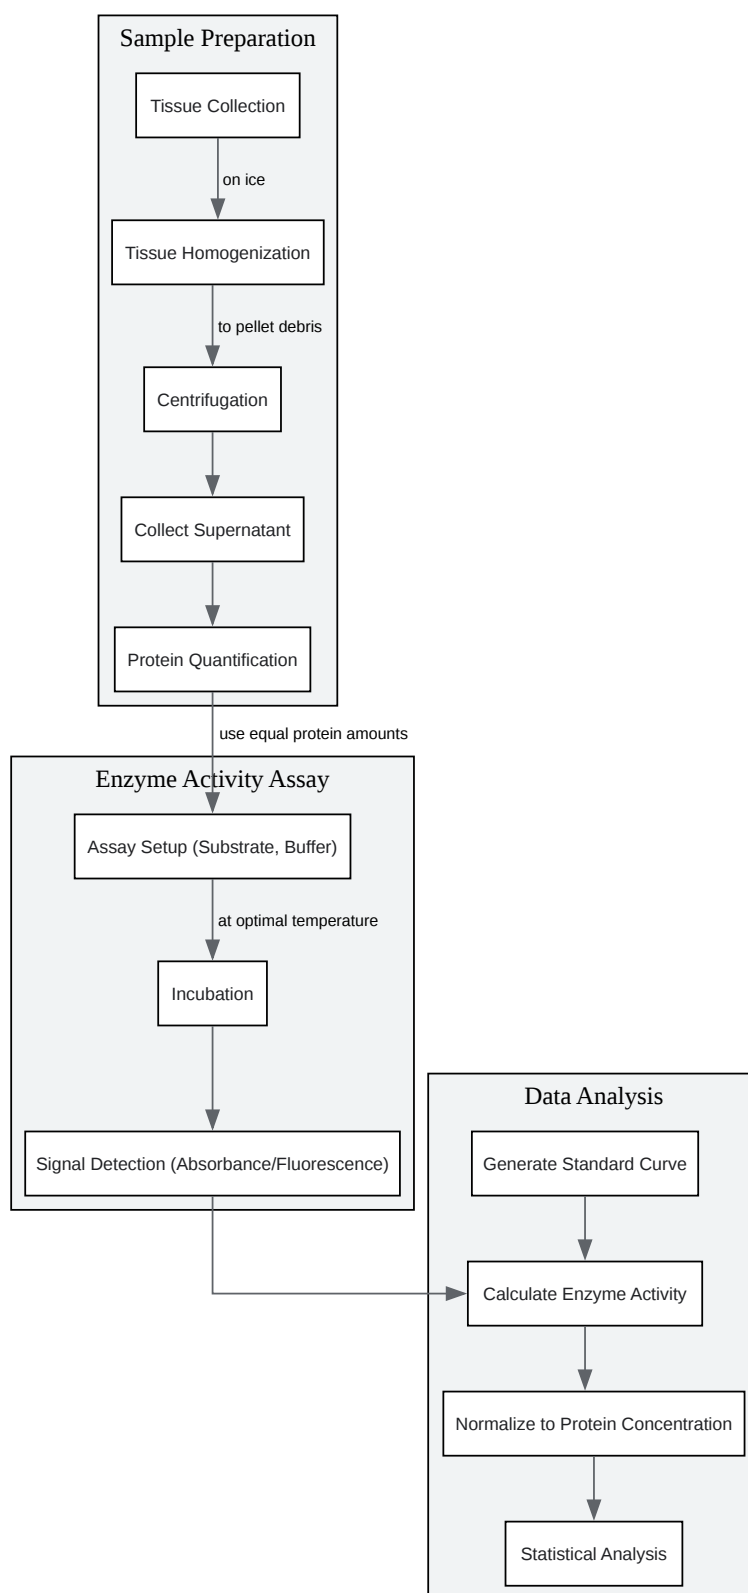 Sample Preparation
Tissue Collection
on ice
Tissue Homogenization
to pellet debris
Centrifugation
Collect Supernatant
Protein Quantification
use equal protein amounts
Enzyme Activity Assay
Assay Setup (Substrate, Buffer)
at optimal temperature
Incubation
Signal Detection (Absorbance/Fluorescence)
Data Analysis
Generate Standard Curve
Calculate Enzyme Activity
Normalize to Protein Concentration
Statistical Analysis